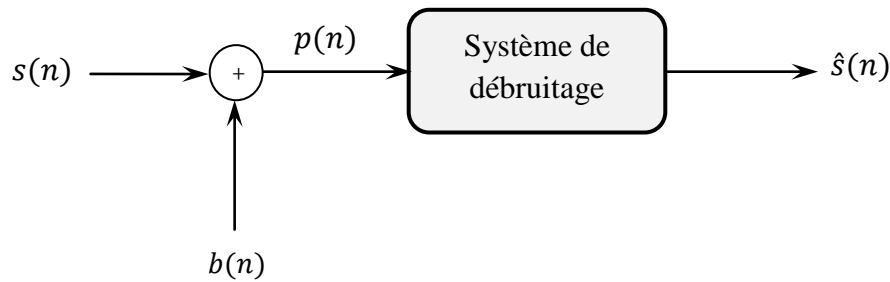 s(n)
+
p(n)
Système de
débruitage
ŝ(n)
b(n)